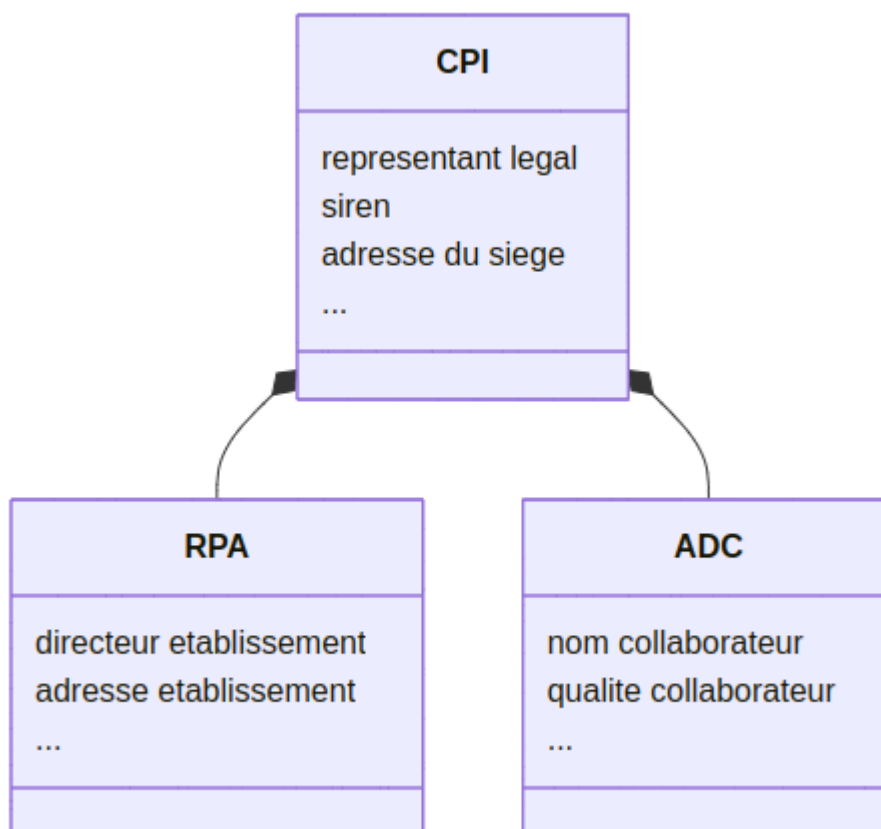 CPI
representant legal
siren
adresse du siege
...
RPA
directeur etablissement
adresse etablissement
...
ADC
nom collaborateur
qualite collaborateur
...